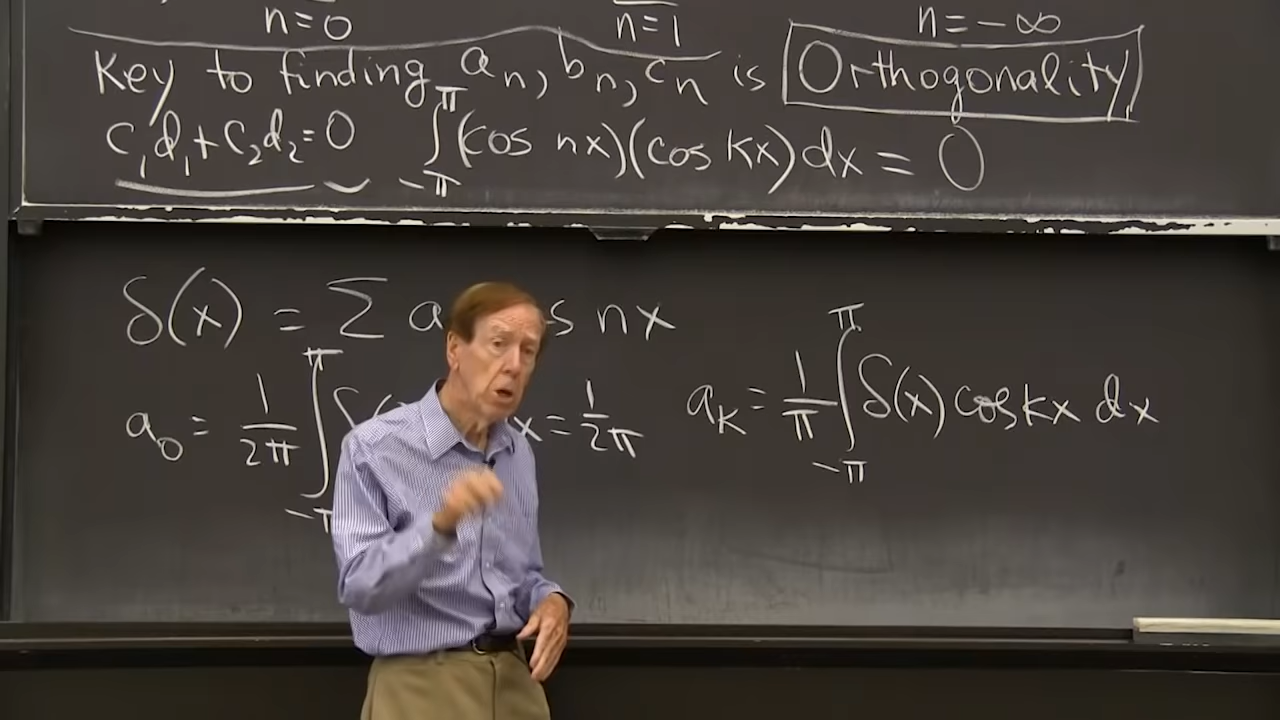 n=0 n=1 n=-∞
Key to finding aₙ, bₙ, cₙ is Orthogonality
c₁d₁+c₂d₂=0 ∫_{-π}^{π}(cos nx)(cos kx)dx = 0
δ(x) = Σ a s nx
a₀ = 1/2π ∫_{-π}^{π} δ( x = 1/2π a_k = 1/π ∫_{-π}^{π} δ(x) cos kx dx